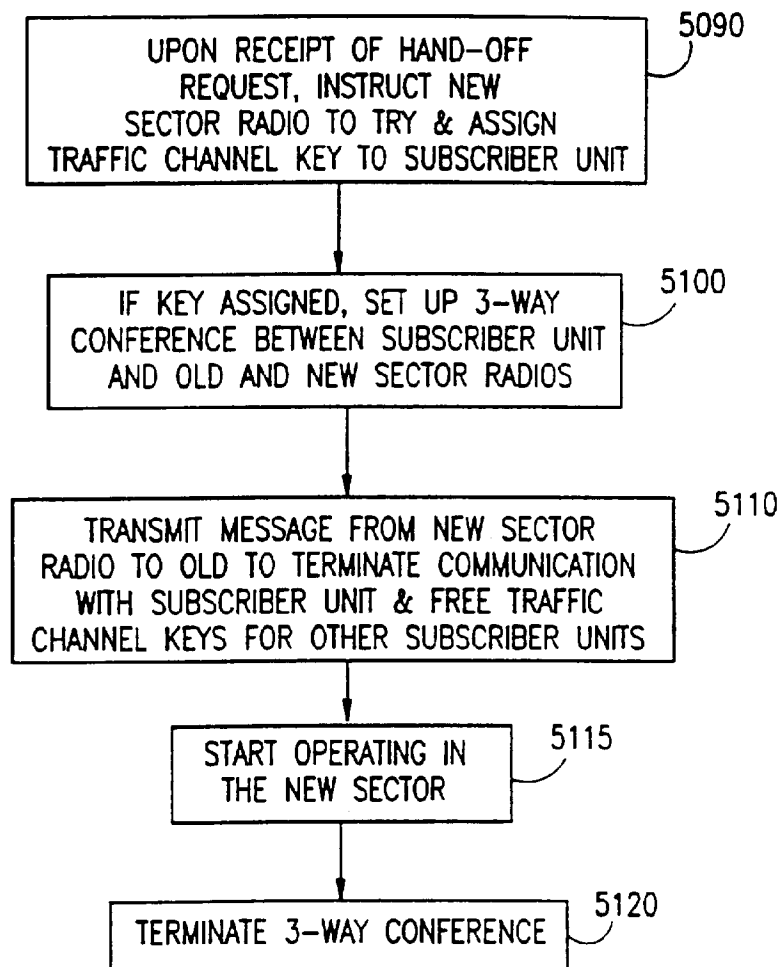 UPON RECEIPT OF HAND-OFF
REQUEST, INSTRUCT NEW
SECTOR RADIO TO TRY & ASSIGN
TRAFFIC CHANNEL KEY TO SUBSCRIBER UNIT
5090
IF KEY ASSIGNED, SET UP 3-WAY
CONFERENCE BETWEEN SUBSCRIBER UNIT
AND OLD AND NEW SECTOR RADIOS
5100
TRANSMIT MESSAGE FROM NEW SECTOR
RADIO TO OLD TO TERMINATE COMMUNICATION
WITH SUBSCRIBER UNIT & FREE TRAFFIC
CHANNEL KEYS FOR OTHER SUBSCRIBER UNITS
5110
START OPERATING IN
THE NEW SECTOR
5115
TERMINATE 3-WAY CONFERENCE
5120